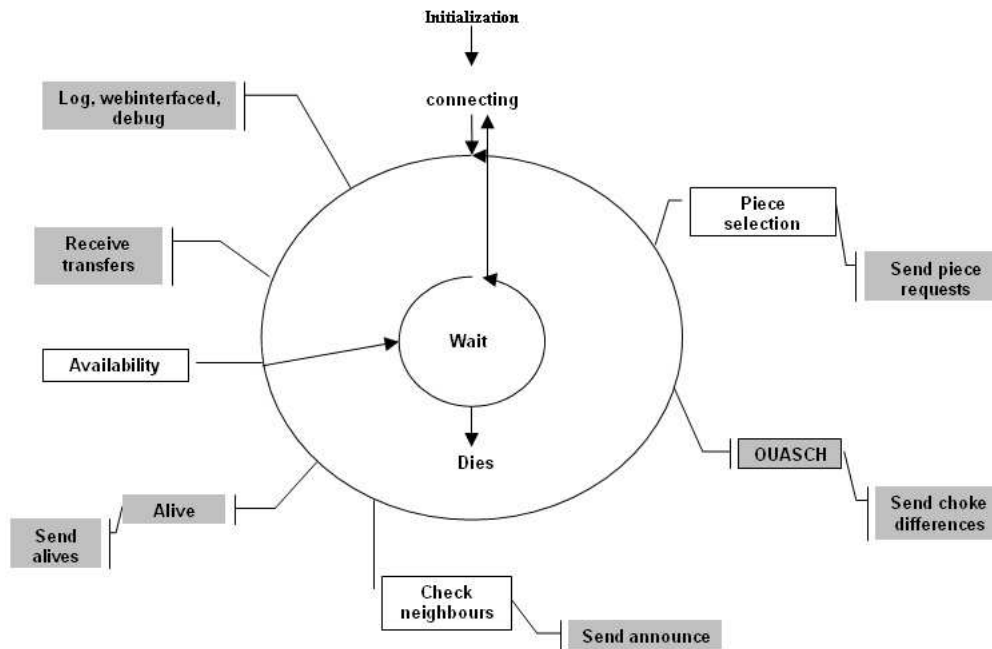 Initialization
connecting
Log, webinterfaced,
debug
Piece
selection
Receive
transfers
Send piece
requests
Wait
Availability
OUASCH
Dies
Send choke
differences
Alive
Send
alives
Check
neighbours
Send announce